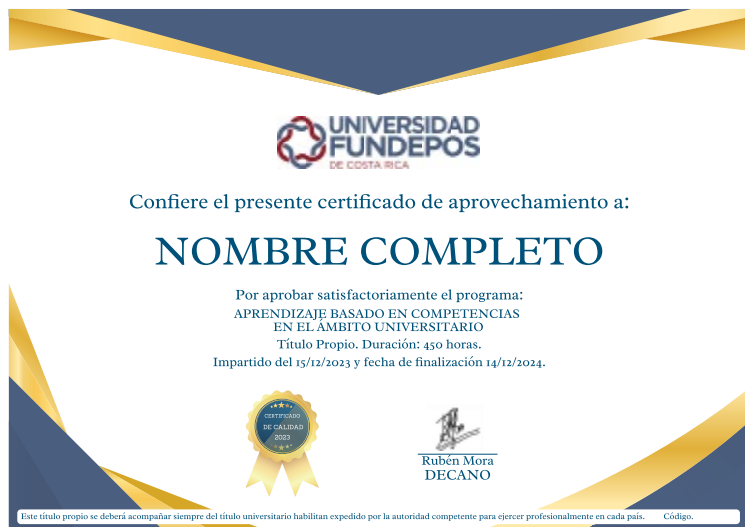 UNIVERSIDAD
FUNDEPOS
DE COSTA RICA
Confiere el presente certificado de aprovechamiento a:
NOMBRE COMPLETO
Por aprobar satisfactoriamente el programa:
APRENDIZAJE BASADO EN COMPETENCIAS
EN EL ÁMBITO UNIVERSITARIO
Título Propio. Duración: 450 horas.
Impartido del 15/12/2023 y fecha de finalización 14/12/2024.
CERTIFICADO
DE CALIDAD
2023
Rubén Mora
DECANO
Este título propio se deberá acompañar siempre del título universitario habilitan expedido por la autoridad competente para ejercer profesionalmente en cada país. Código.